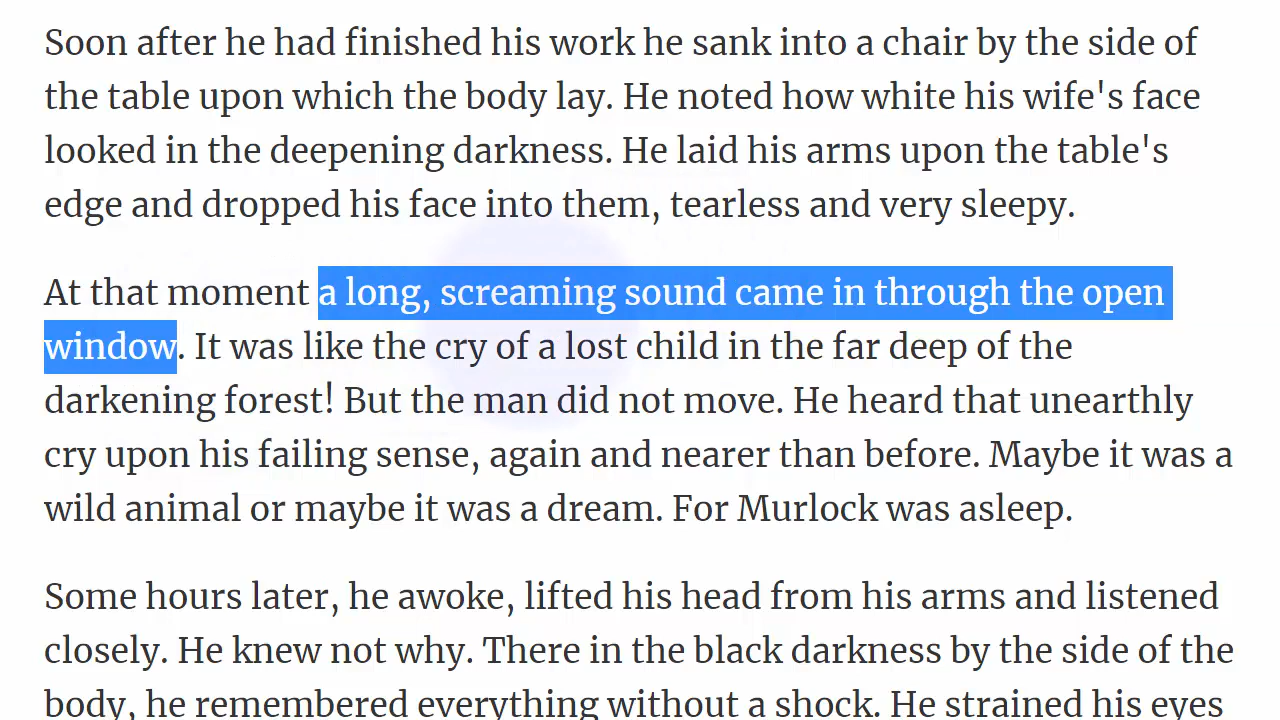 Soon after he had finished his work he sank into a chair by the side of
the table upon which the body lay. He noted how white his wife's face
looked in the deepening darkness. He laid his arms upon the table's
edge and dropped his face into them, tearless and very sleepy.
At that moment a long, screaming sound came in through the open
window. It was like the cry of a lost child in the far deep of the
darkening forest! But the man did not move. He heard that unearthly
cry upon his failing sense, again and nearer than before. Maybe it was a
wild animal or maybe it was a dream. For Murlock was asleep.
Some hours later, he awoke, lifted his head from his arms and listened
closely. He knew not why. There in the black darkness by the side of the
body, he remembered everything without a shock. He strained his eyes